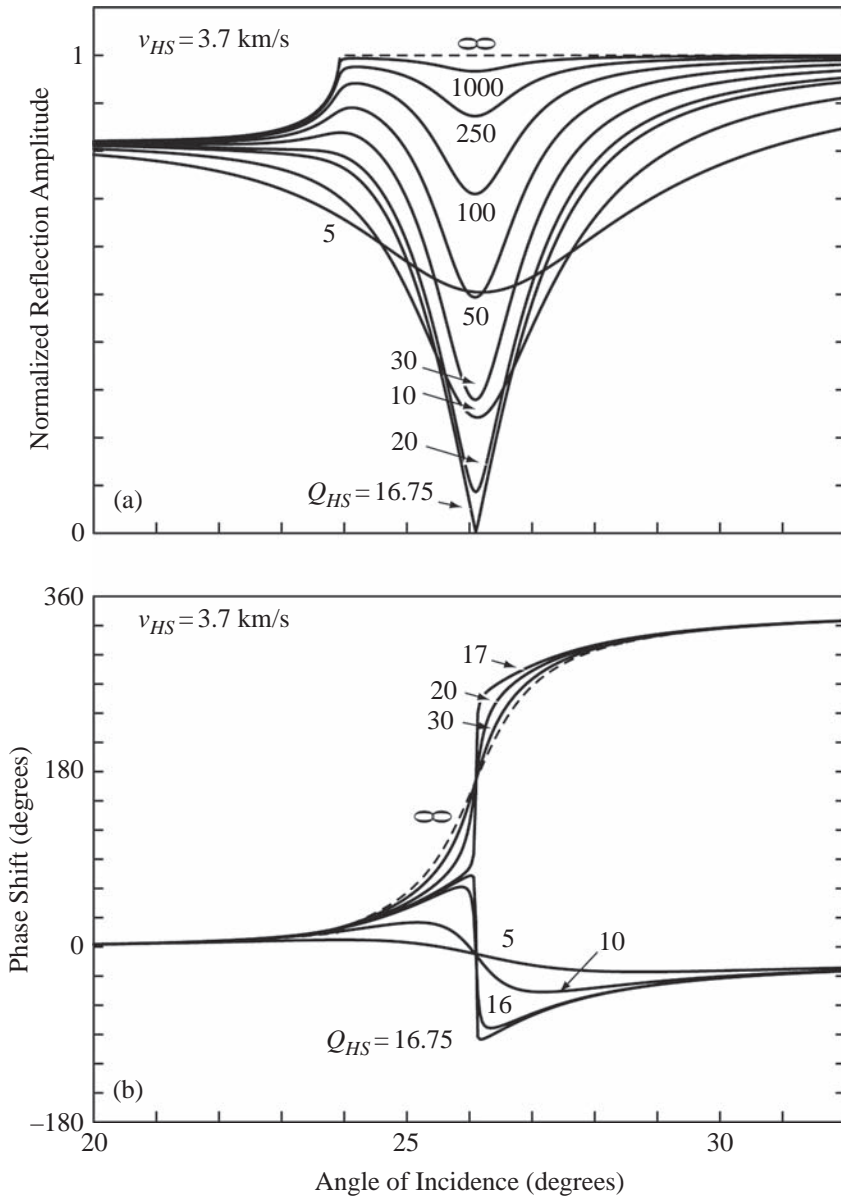 1
v_HS = 3.7 km/s
∞
1000
250
100
5
50
30
10
20
Q_HS = 16.75
(a)
0
Normalized Reflection Amplitude
360
v_HS = 3.7 km/s
17
20
30
180
∞
5
10
0
16
Q_HS = 16.75
(b)
–180
Phase Shift (degrees)
20 25 30
Angle of Incidence (degrees)